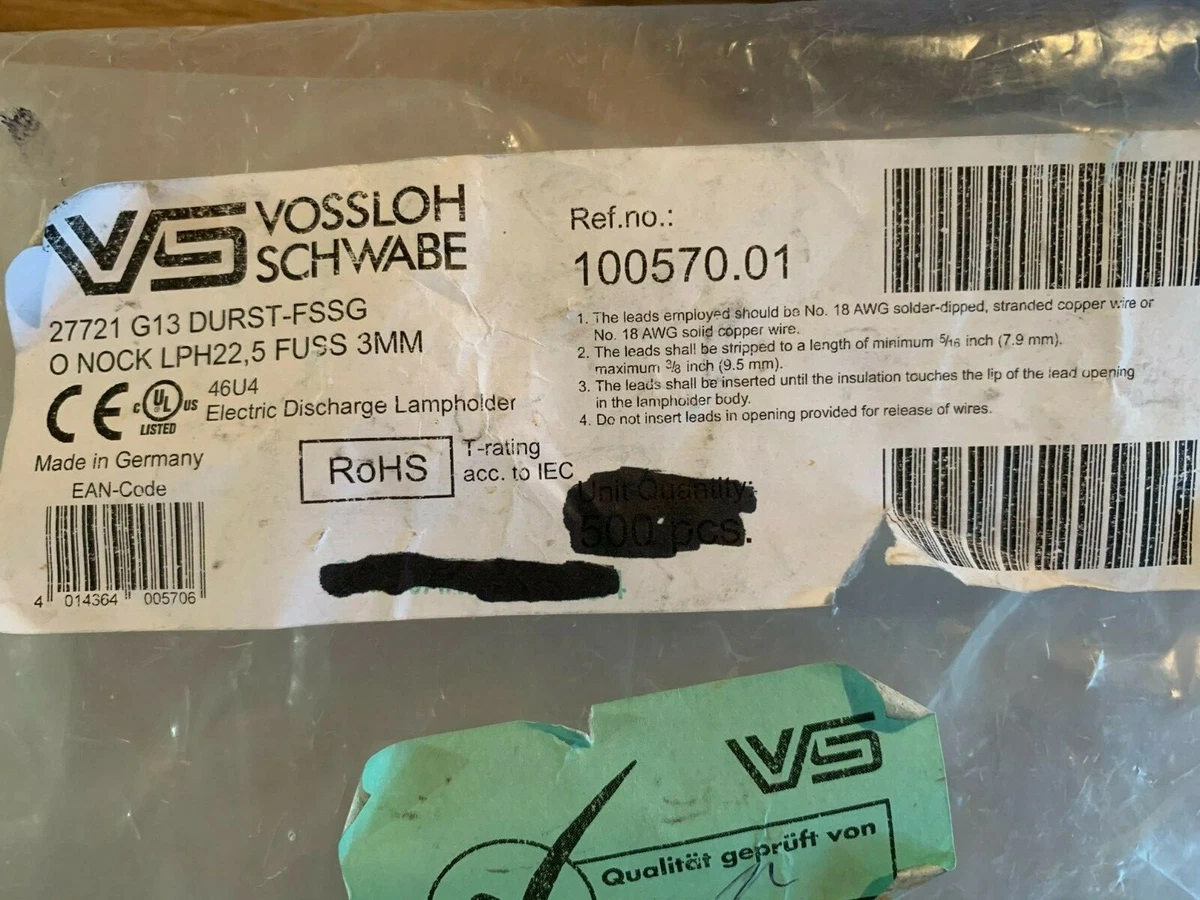 VS VOSSLOH
SCHWABE
27721 G13 DURST-FSSG
O NOCK LPH22,5 FUSS 3MM
CE c UL US
LISTED
46U4
Electric Discharge Lampholder
Made in Germany
EAN-Code
4 014364 005706
RoHS
T-rating
acc. to IEC
Unit Quantity:
500 pcs.
Ref.no.:
100570.01
1. The leads employed should be No. 18 AWG soldar-dipped, stranded copper wire or
No. 18 AWG solid copper wire.
2. The leads shall be stripped to a length of minimum 5/16 inch (7.9 mm),
maximum 3/8 inch (9.5 mm).
3. The leads shall be inserted until the insulation touches the lip of the lead opening
in the lampholder body.
4. Do not insert leads in opening provided for release of wires.
VS
Qualität geprüft von